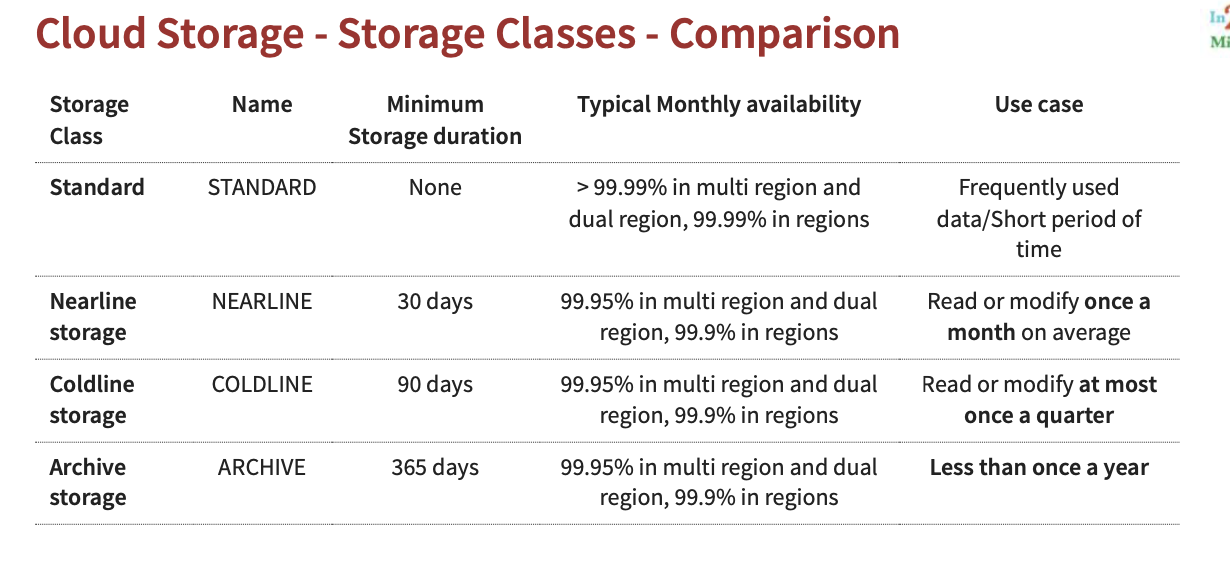 Cloud Storage - Storage Classes - Comparison
In
Mi
Storage Class Name Minimum Storage duration Typical Monthly availability Use case
Standard STANDARD None > 99.99% in multi region and dual region, 99.99% in regions Frequently used data/Short period of time
Nearline storage NEARLINE 30 days 99.95% in multi region and dual region, 99.9% in regions Read or modify once a month on average
Coldline storage COLDLINE 90 days 99.95% in multi region and dual region, 99.9% in regions Read or modify at most once a quarter
Archive storage ARCHIVE 365 days 99.95% in multi region and dual region, 99.9% in regions Less than once a year